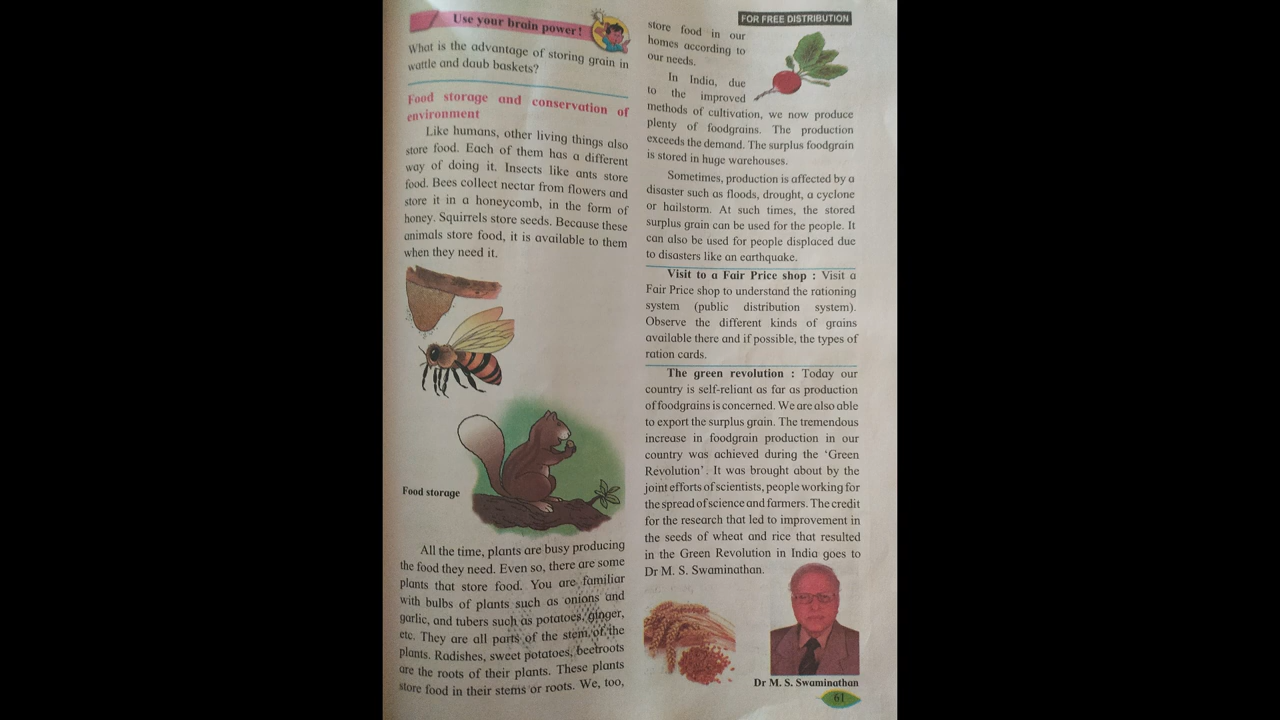 Use your brain power!
What is the advantage of storing grain in
wattle and daub baskets?
Food storage and conservation of
environment
Like humans, other living things also
store food. Each of them has a different
way of doing it. Insects like ants store
food. Bees collect nectar from flowers and
store it in a honeycomb, in the form of
honey. Squirrels store seeds. Because these
animals store food, it is available to them
when they need it.
Food storage
All the time, plants are busy producing
the food they need. Even so, there are some
plants that store food. You are familiar
with bulbs of plants such as onions and
garlic, and tubers such as potatoes, ginger,
etc. They are all parts of the stem of the
plants. Radishes, sweet potatoes, beetroots
are the roots of their plants. These plants
store food in their stems or roots. We, too,
FOR FREE DISTRIBUTION
store food in our
homes according to
our needs.
In India, due
to the improved
methods of cultivation, we now produce
plenty of foodgrains. The production
exceeds the demand. The surplus foodgrain
is stored in huge warehouses.
Sometimes, production is affected by a
disaster such as floods, drought, a cyclone
or hailstorm. At such times, the stored
surplus grain can be used for the people. It
can also be used for people displaced due
to disasters like an earthquake.
Visit to a Fair Price shop : Visit a
Fair Price shop to understand the rationing
system (public distribution system).
Observe the different kinds of grains
available there and if possible, the types of
ration cards.
The green revolution : Today our
country is self-reliant as far as production
of foodgrains is concerned. We are also able
to export the surplus grain. The tremendous
increase in foodgrain production in our
country was achieved during the ‘Green
Revolution’. It was brought about by the
joint efforts of scientists, people working for
the spread of science and farmers. The credit
for the research that led to improvement in
the seeds of wheat and rice that resulted
in the Green Revolution in India goes to
Dr M. S. Swaminathan.
Dr M. S. Swaminathan
61